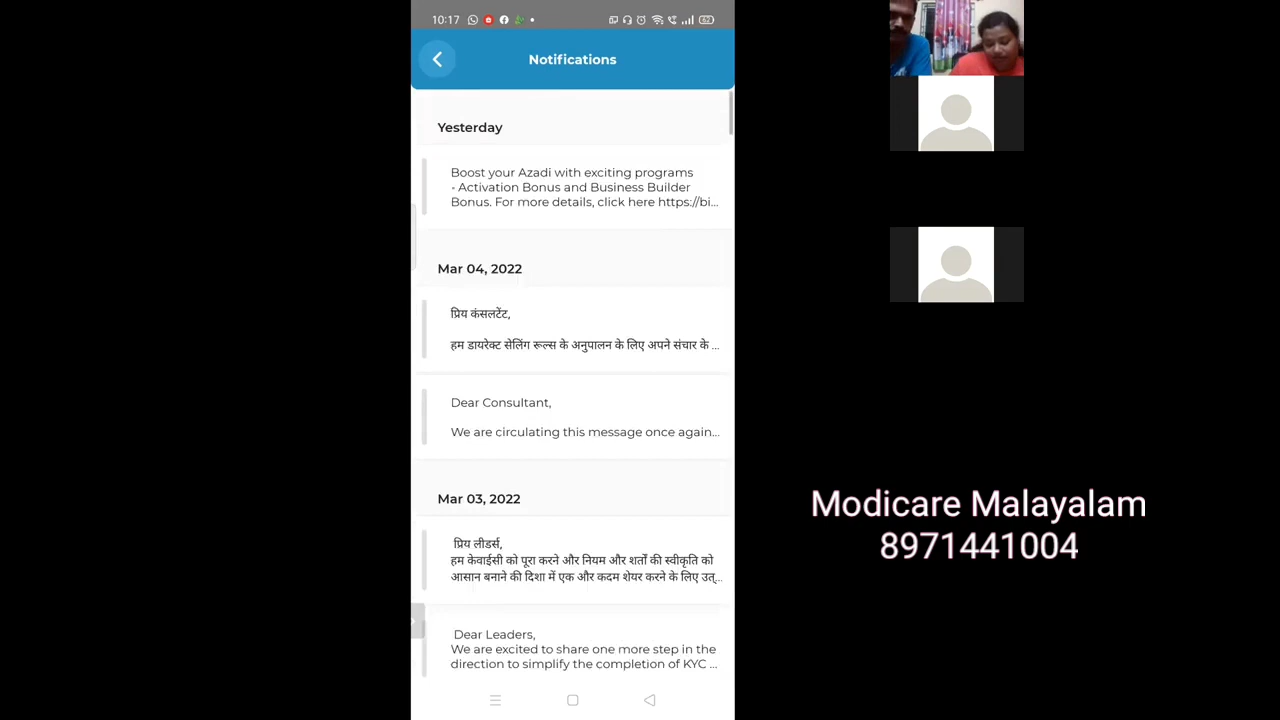 10:17
62
Notifications
Yesterday
Boost your Azadi with exciting programs
- Activation Bonus and Business Builder
Bonus. For more details, click here https://bi...
Mar 04, 2022
प्रिय कंसलटेंट,
हम डायरेक्ट सेलिंग रूल्स के अनुपालन के लिए अपने संचार के ...
Dear Consultant,
We are circulating this message once again...
Mar 03, 2022
प्रिय लीडर्स,
हम केवाईसी को पूरा करने और नियम और शर्तों की स्वीकृति को
आसान बनाने की दिशा में एक और कदम शेयर करने के लिए उत्...
Dear Leaders,
We are excited to share one more step in the
direction to simplify the completion of KYC ...
Modicare Malayalam
8971441004